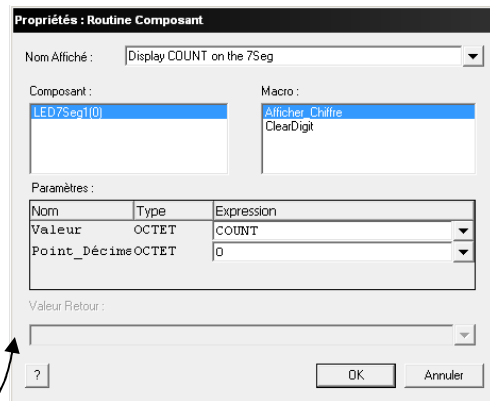 Propriétés : Routine Composant
Nom Affiché : Display COUNT on the 7Seg
Composant : Macro :
LED7Seg1(0) Afficher_Chiffre
ClearDigit
Paramètres :
Nom Type Expression
Valeur OCTET COUNT
Point_Décima OCTET 0
Valeur Retour :
? OK Annuler